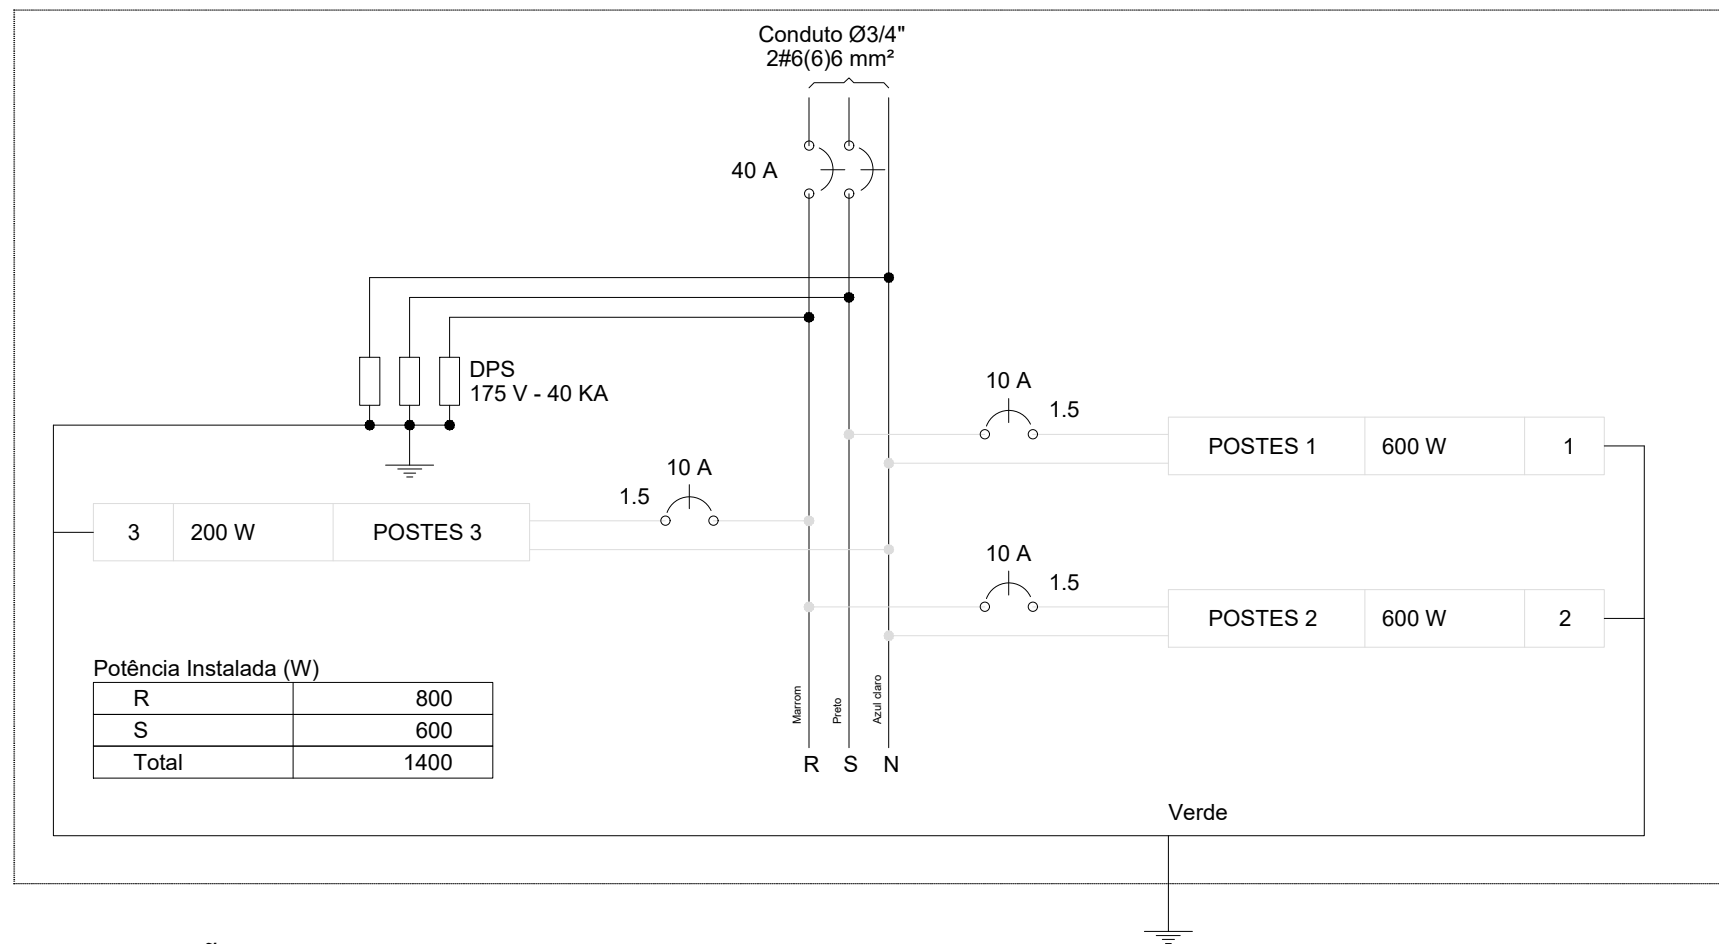 Conduto Ø3/4"
2#6(6)6 mm²
40 A
DPS
175 V - 40 KA
10 A
1.5
POSTES 1 600 W 1
10 A
1.5
3 200 W POSTES 3
10 A
1.5
POSTES 2 600 W 2
Potência Instalada (W)
R 800
S 600
Total 1400
Marrom
Preto
Azul claro
R S N
Verde